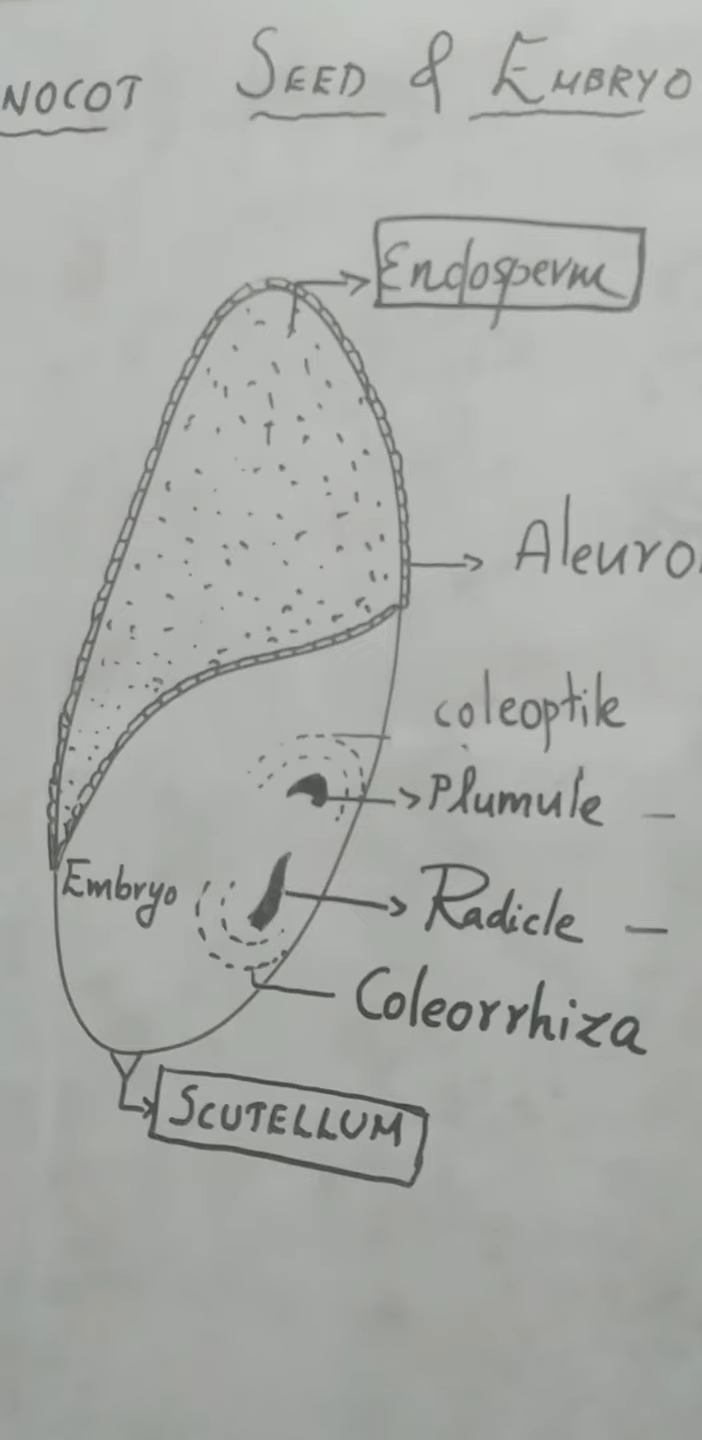 NOCOT SEED & EMBRYO
Endosperm
Aleuro
coleoptile
Plumule –
Embryo
Radicle –
Coleorrhiza
SCUTELLUM